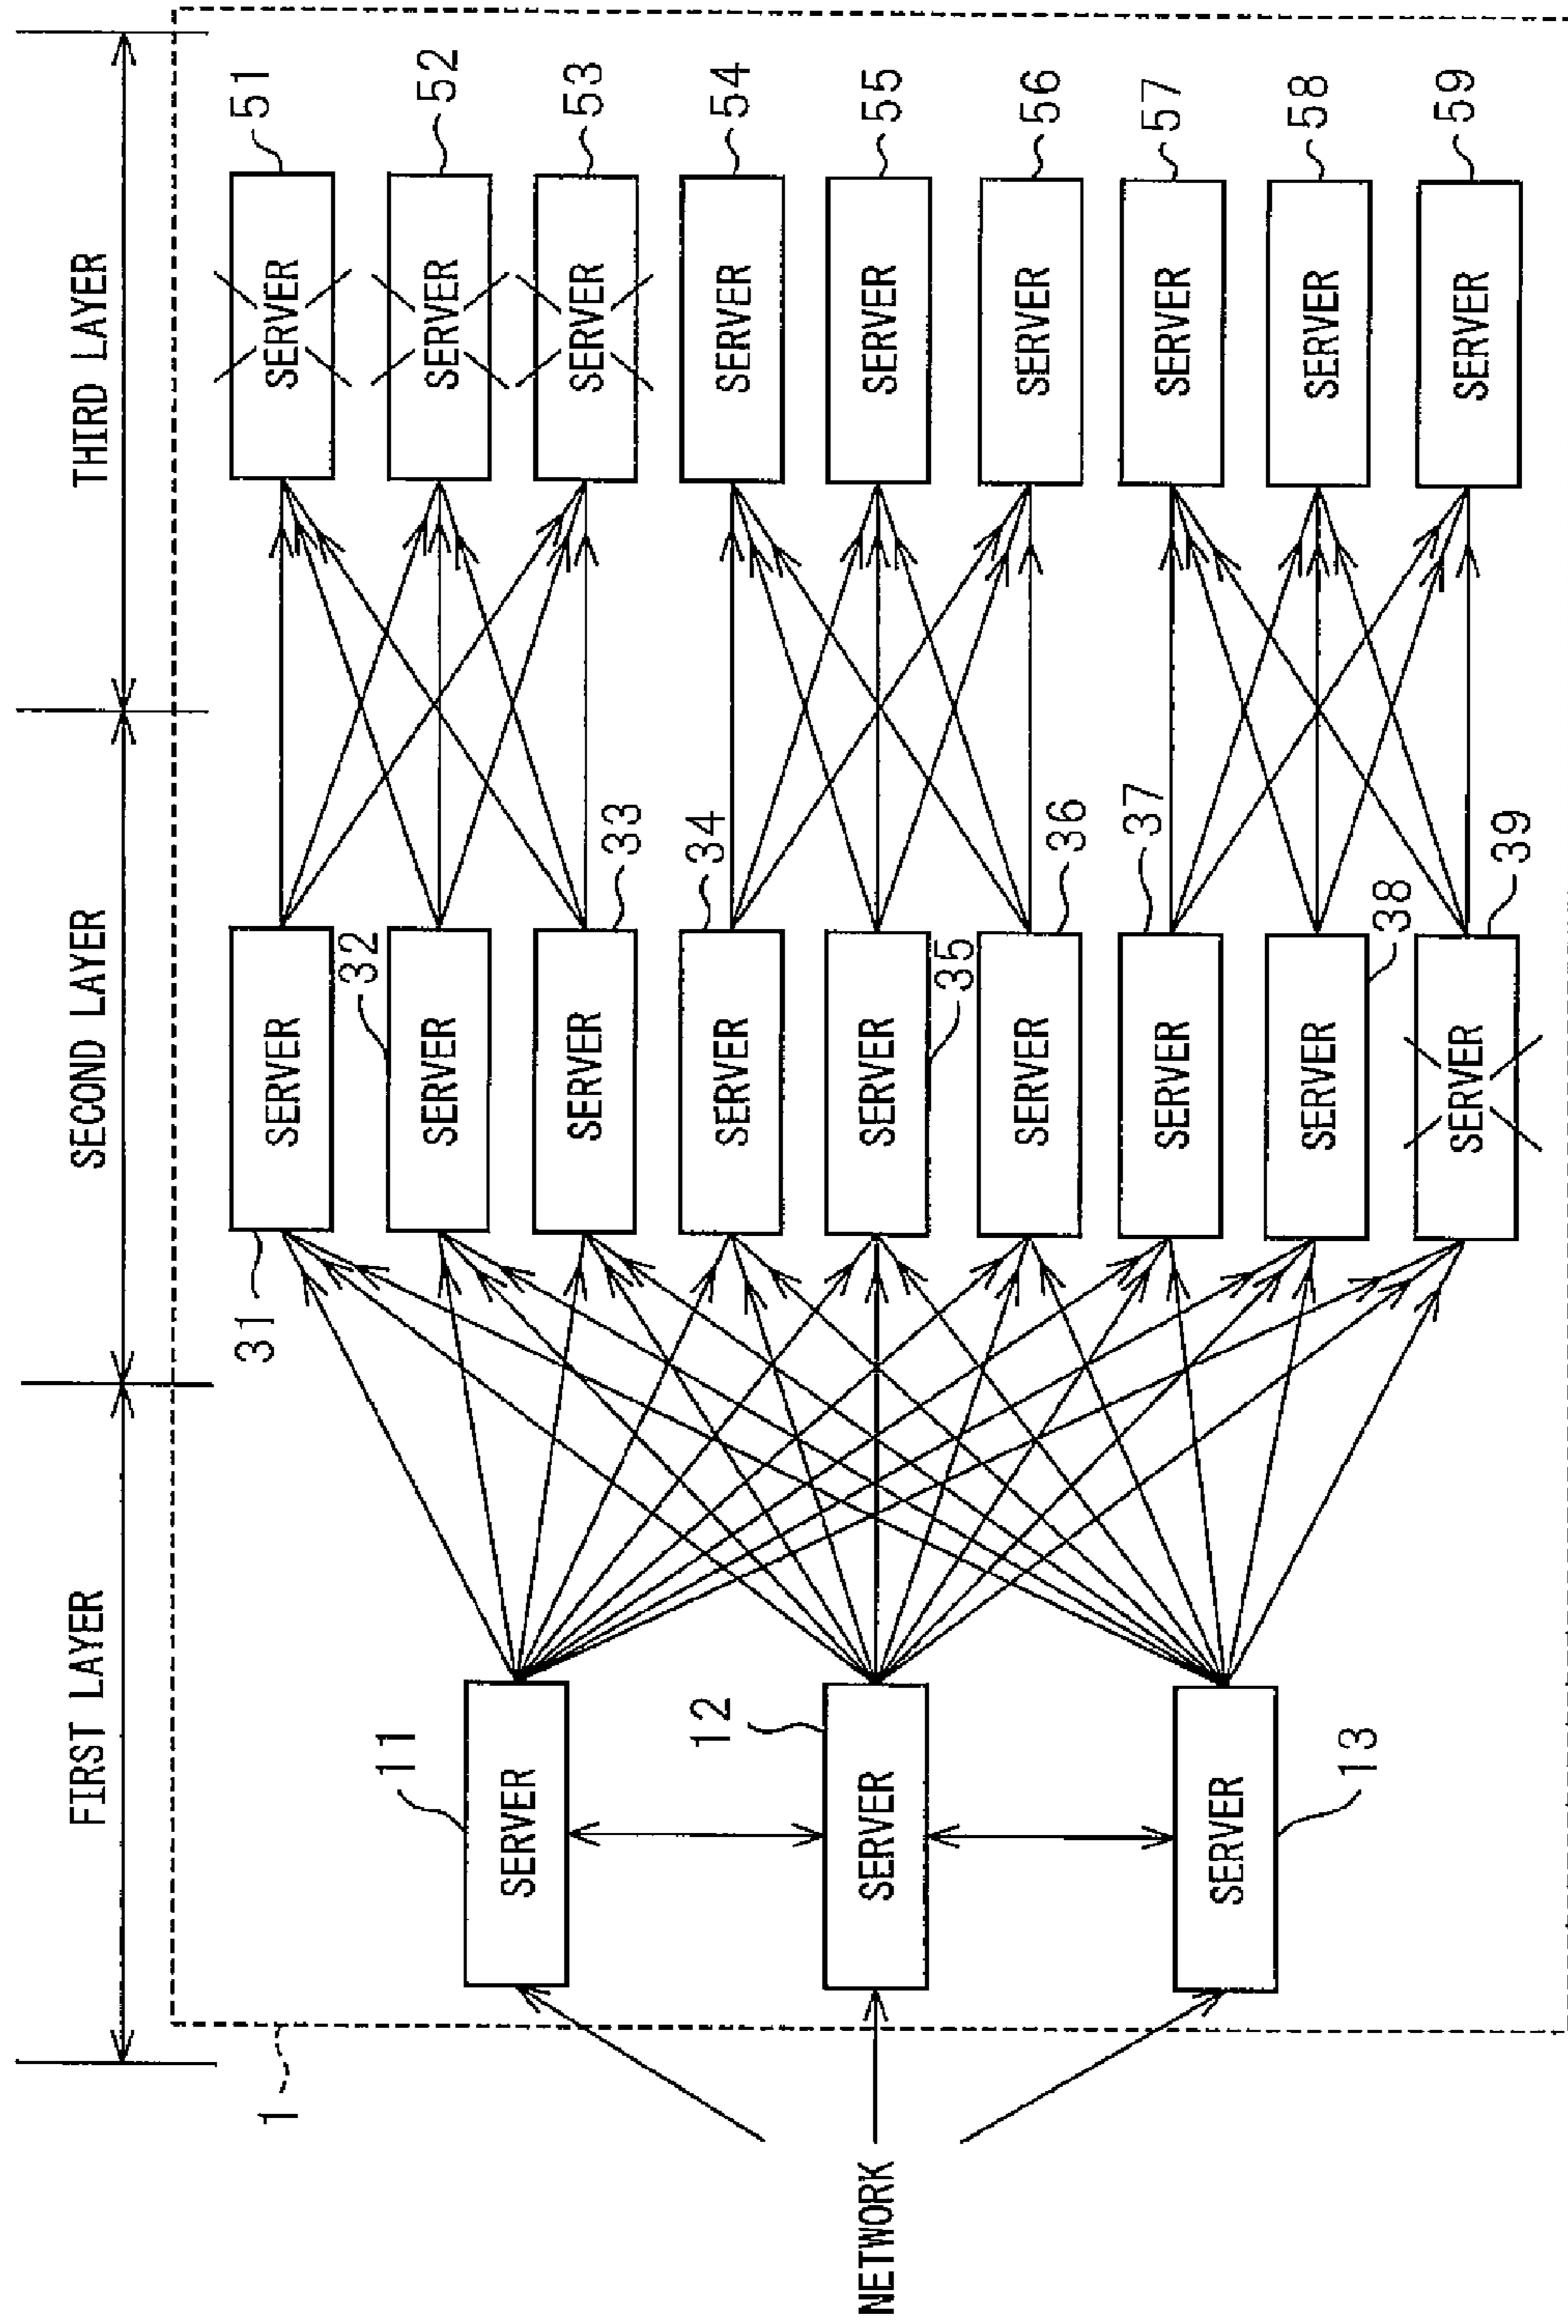 FIRST LAYER
SECOND LAYER
THIRD LAYER
1
NETWORK
11
SERVER
12
SERVER
13
SERVER
31
SERVER
32
SERVER
33
SERVER
34
SERVER
35
SERVER
36
SERVER
37
SERVER
38
SERVER
39
SERVER
51
SERVER
52
SERVER
53
SERVER
54
SERVER
55
SERVER
56
SERVER
57
SERVER
58
SERVER
59
SERVER